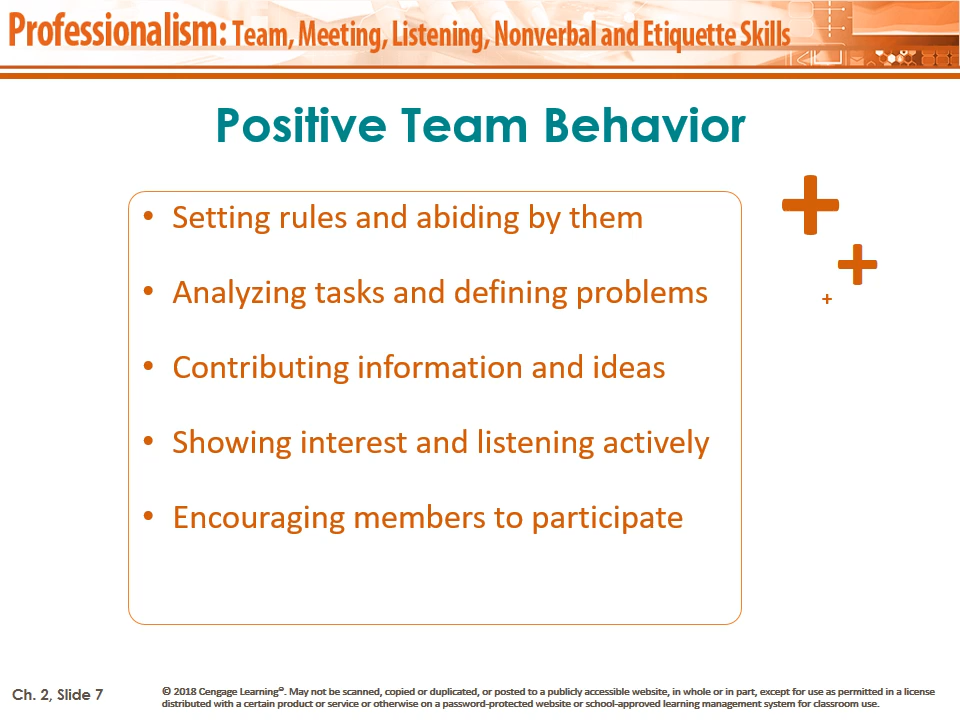 Professionalism: Team, Meeting, Listening, Nonverbal and Etiquette Skills
Positive Team Behavior
• Setting rules and abiding by them
• Analyzing tasks and defining problems
• Contributing information and ideas
• Showing interest and listening actively
• Encouraging members to participate
+
+
+
Ch. 2, Slide 7
© 2018 Cengage Learning®. May not be scanned, copied or duplicated, or posted to a publicly accessible website, in whole or in part, except for use as permitted in a license
distributed with a certain product or service or otherwise on a password-protected website or school-approved learning management system for classroom use.